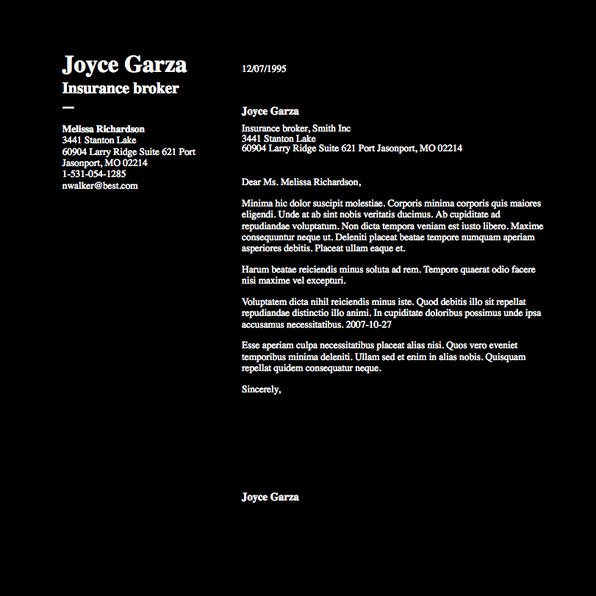 Joyce Garza
Insurance broker
—
Melissa Richardson
3441 Stanton Lake
60904 Larry Ridge Suite 621 Port
Jasonport, MO 02214
1-531-054-1285
nwalker@best.com
12/07/1995
Joyce Garza
Insurance broker, Smith Inc
3441 Stanton Lake
60904 Larry Ridge Suite 621 Port Jasonport, MO 02214
Dear Ms. Melissa Richardson,
Minima hic dolor suscipit molestiae. Corporis minima corporis quis maiores
eligendi. Unde at ab sint nobis veritatis ducimus. Ab cupiditate ad
repudiandae voluptatum. Non dicta tempora veniam est iusto libero. Maxime
consequuntur neque ut. Deleniti placeat beatae tempore numquam aperiam
asperiores debitis. Placeat ullam eaque et.
Harum beatae reiciendis minus soluta ad rem. Tempore quaerat odio facere
nisi maxime vel excepturi.
Voluptatem dicta nihil reiciendis minus iste. Quod debitis illo sit repellat
repudiandae distinctio illo animi. In cupiditate doloribus possimus unde ipsa
accusamus necessitatibus. 2007-10-27
Esse aperiam culpa necessitatibus placeat alias nisi. Quos vero eveniet
temporibus minima deleniti. Ullam sed et enim in alias nobis. Quisquam
repellat quidem consequatur neque.
Sincerely,
Joyce Garza